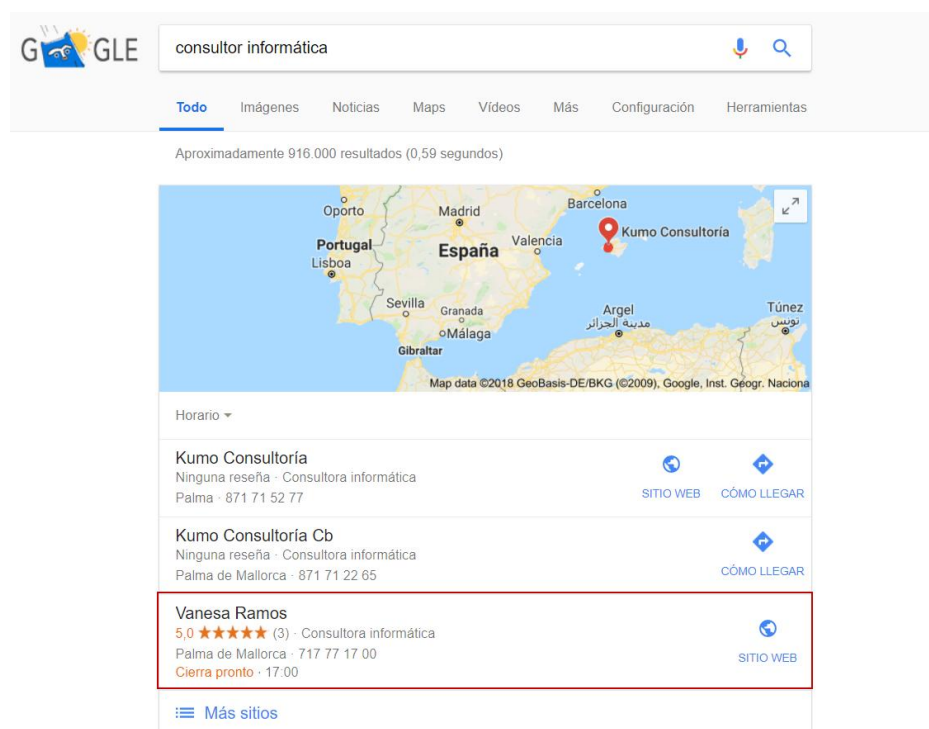 GOOGLE
consultor informática
Todo Imágenes Noticias Maps Vídeos Más Configuración Herramientas
Aproximadamente 916.000 resultados (0,59 segundos)
Oporto
Madrid
Barcelona
Kumo Consultoría
Portugal
España
Valencia
Lisboa
Sevilla
Granada
Málaga
Gibraltar
Argel
مدينة الجزائر
Túnez
تونس
Map data ©2018 GeoBasis-DE/BKG (©2009), Google, Inst. Geogr. Naciona
Horario
Kumo Consultoría
Ninguna reseña · Consultora informática
Palma · 871 71 52 77
SITIO WEB
CÓMO LLEGAR
Kumo Consultoría Cb
Ninguna reseña · Consultora informática
Palma de Mallorca · 871 71 22 65
CÓMO LLEGAR
Vanesa Ramos
5,0 ★★★★★ (3) · Consultora informática
Palma de Mallorca · 717 77 17 00
Cierra pronto · 17:00
SITIO WEB
Más sitios